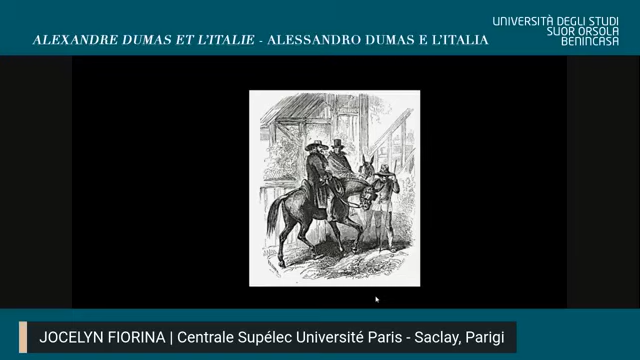 UNIVERSITÀ DEGLI STUDI
SUOR ORSOLA
BENINCASA
ALEXANDRE DUMAS ET L'ITALIE - ALESSANDRO DUMAS E L'ITALIA
JOCELYN FIORINA | Centrale Supélec Université Paris - Saclay, Parigi